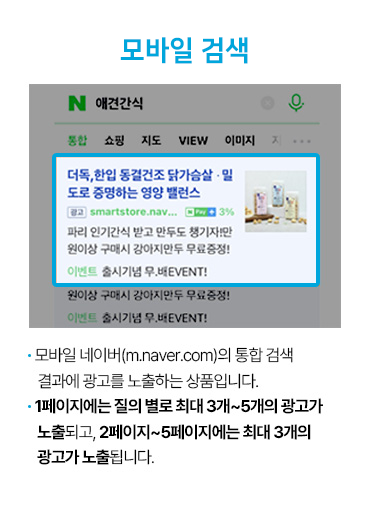 모바일 검색
N 애견간식
통합 쇼핑 지도 VIEW 이미지
더독,한입 동결건조 닭가슴살 · 밀
도로 증명하는 영양 밸런스
광고 smartstore.nav... N Pay + 3%
파리 인기간식 받고 만두도 챙기자!만
원이상 구매시 강아지만두 무료증정!
이벤트 출시기념 무.배EVENT!
원이상 구매시 강아지만두 무료증정!
이벤트 출시기념 무.배EVENT!
· 모바일 네이버(m.naver.com)의 통합 검색
결과에 광고를 노출하는 상품입니다.
· 1페이지에는 질의 별로 최대 3개~5개의 광고가
노출되고, 2페이지~5페이지에는 최대 3개의
광고가 노출됩니다.